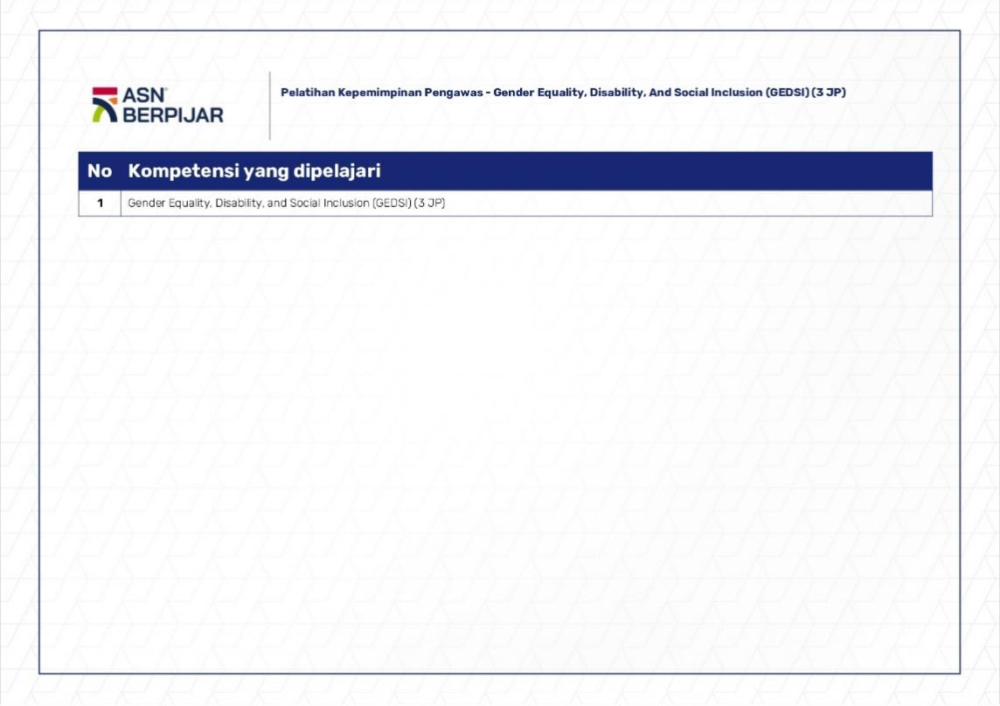 ASN
BERPIJAR
Pelatihan Kepemimpinan Pengawas - Gender Equality, Disability, And Social Inclusion (GEDSI) (3 JP)
No Kompetensi yang dipelajari
1 Gender Equality, Disability, and Social Inclusion (GEDSI) (3 JP)